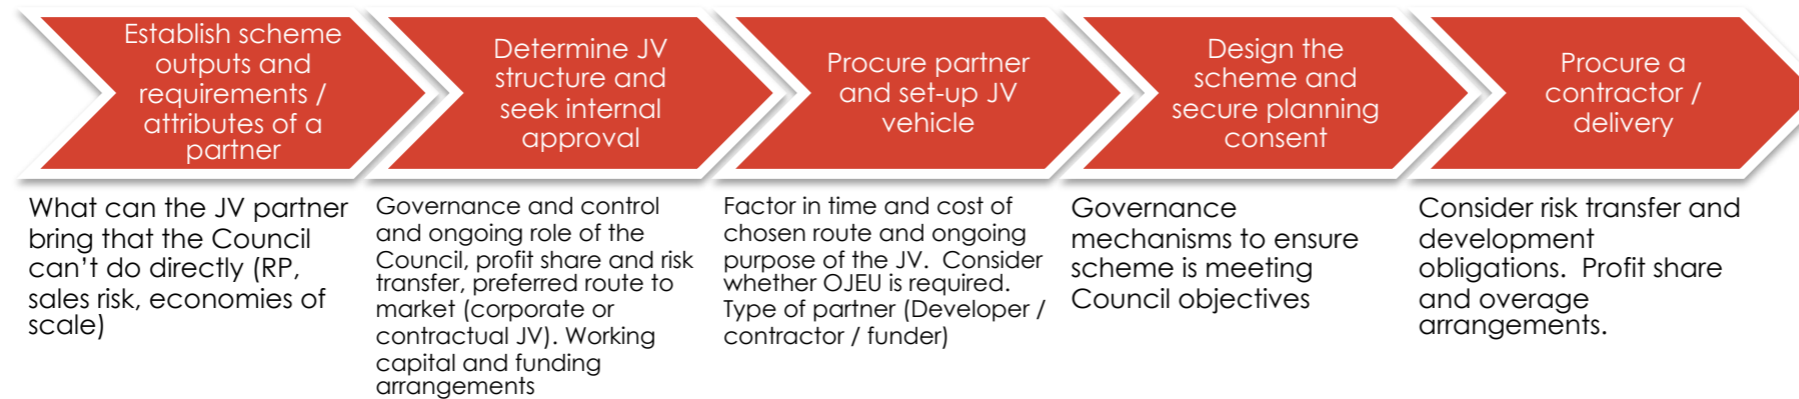 Establish scheme
outputs and
requirements /
attributes of a
partner
Determine JV
structure and
seek internal
approval
Procure partner
and set-up JV
vehicle
Design the
scheme and
secure planning
consent
Procure a
contractor /
delivery
What can the JV partner
bring that the Council
can't do directly (RP,
sales risk, economies of
scale)
Governance and control
and ongoing role of the
Council, profit share and risk
transfer, preferred route to
market (corporate or
contractual JV). Working
capital and funding
arrangements
Factor in time and cost of
chosen route and ongoing
purpose of the JV.  Consider
whether OJEU is required.
Type of partner (Developer /
contractor / funder)
Governance
mechanisms to ensure
scheme is meeting
Council objectives
Consider risk transfer and
development
obligations.  Profit share
and overage
arrangements.